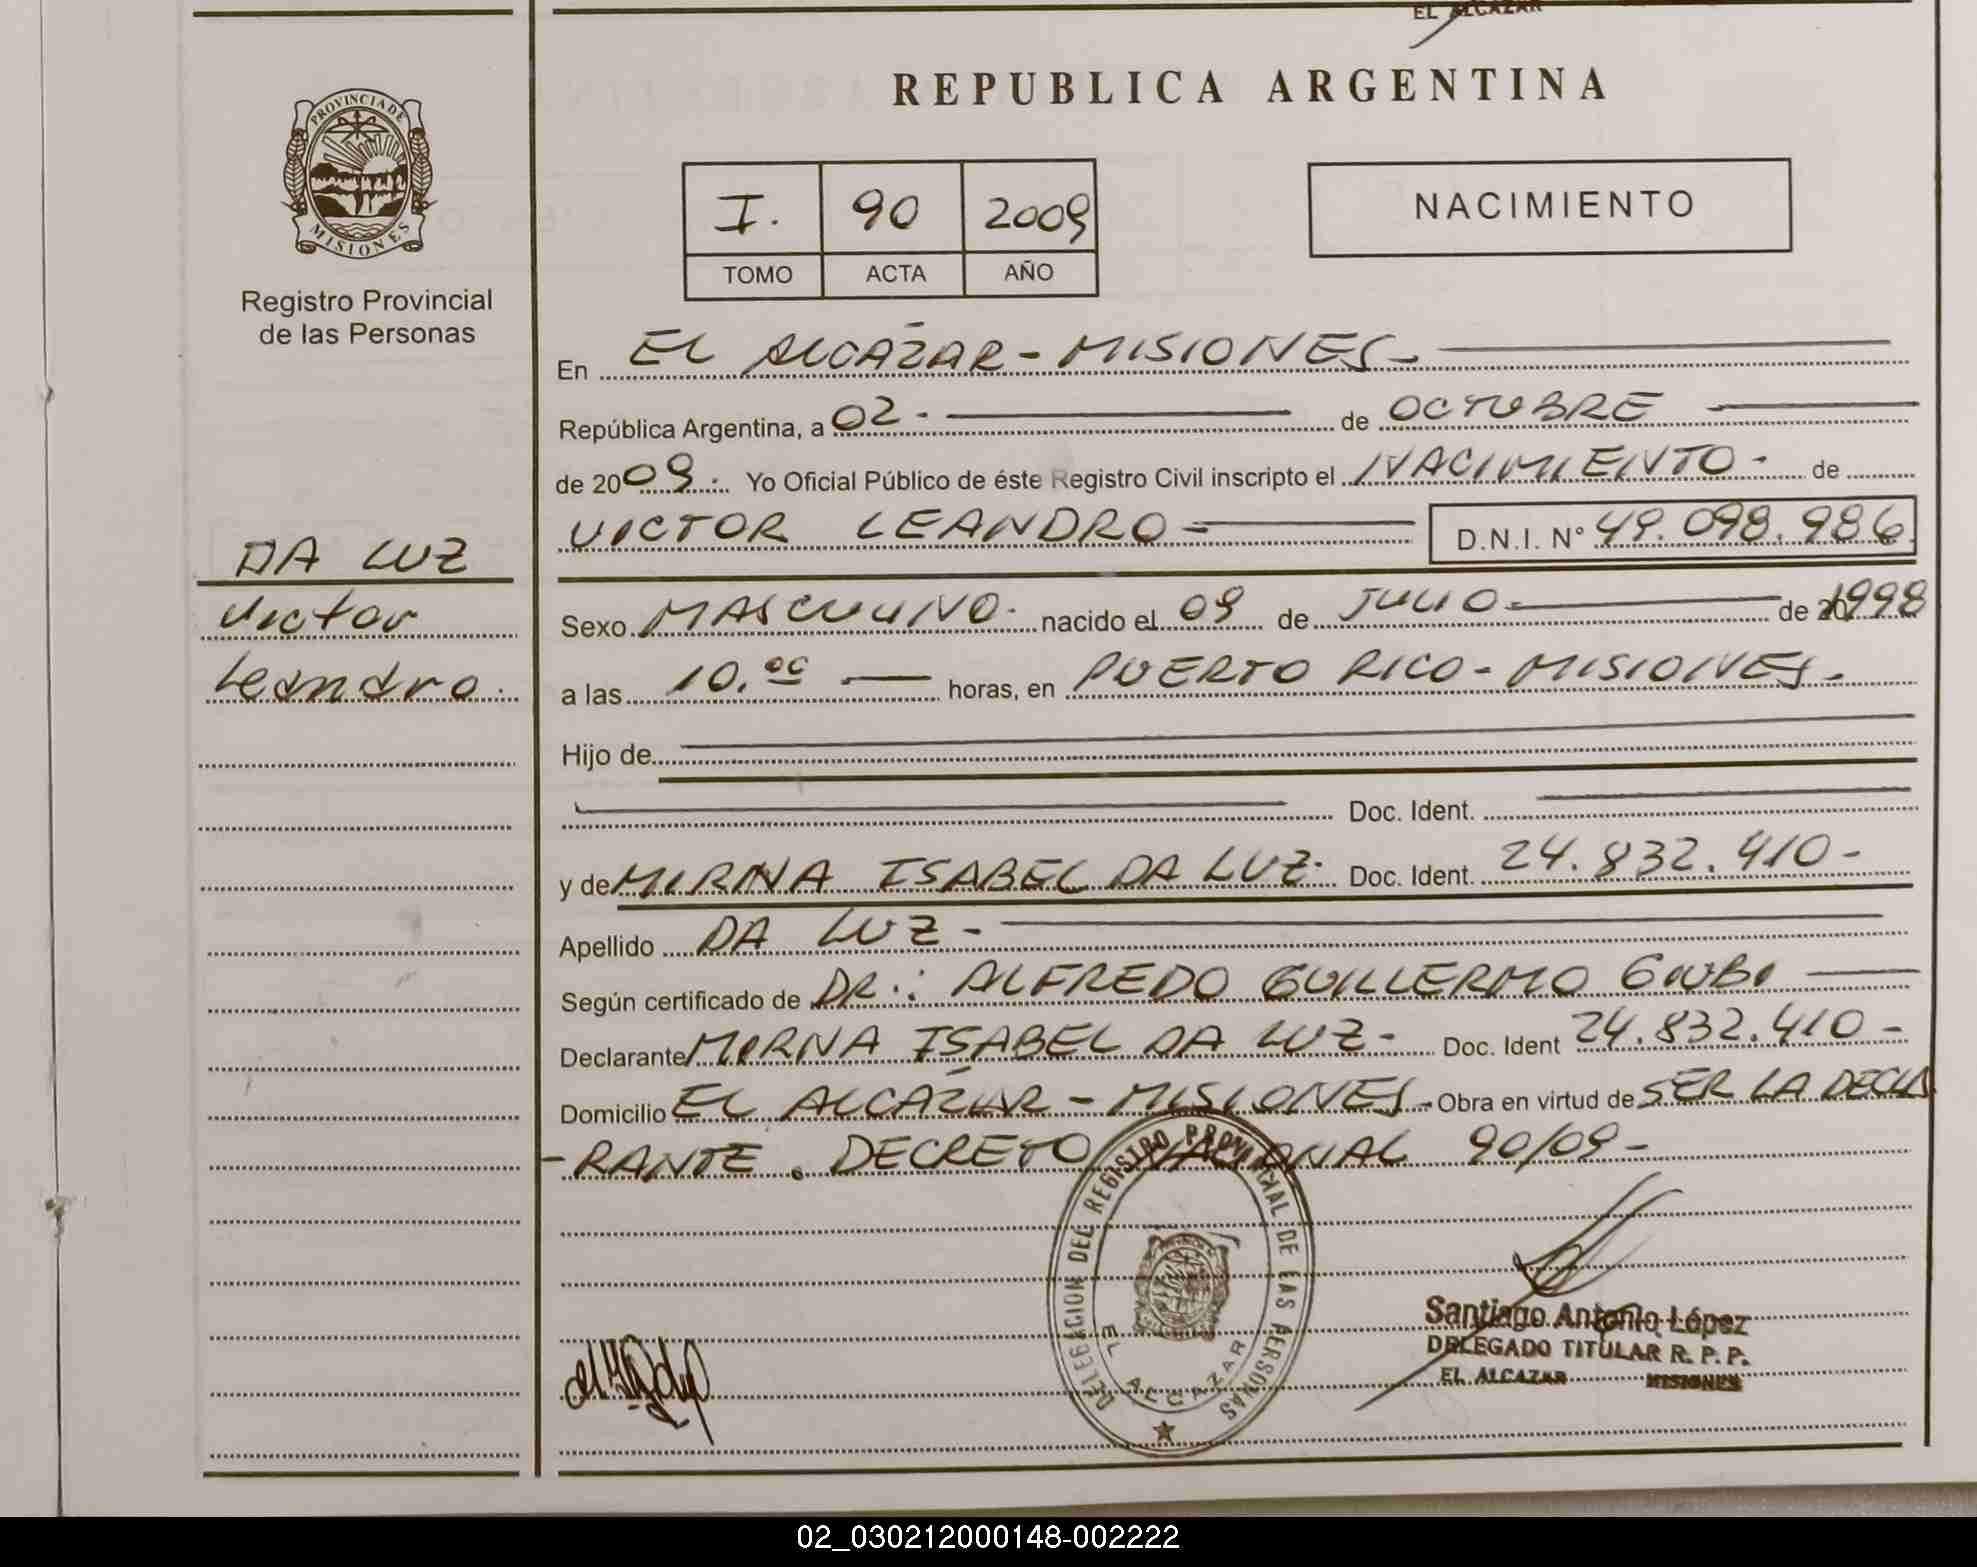 EL ALCAZAR
PROVINCIA DE
MISIONES
Registro Provincial
de las Personas
DA LUZ
Victor
Leandro.
REPUBLICA ARGENTINA
I. 90 2009
TOMO ACTA AÑO
NACIMIENTO
En EL ALCAZAR - MISIONES -
República Argentina, a 02 - de OCTUBRE
de 2009. Yo Oficial Público de éste Registro Civil inscripto el NACIMIENTO - de
VICTOR LEANDRO - D.N.I. N° 49.098.986
Sexo MASCULINO. nacido el 09 de JULIO - de 1998
a las 10.00 horas, en PUERTO RICO - MISIONES -
Hijo de
Doc. Ident.
y de MIRNA ISABEL DA LUZ - Doc. Ident. 24.832.410 -
Apellido DA LUZ -
Según certificado de DR.: ALFREDO GUILLERMO
Declarante MIRNA ISABEL DA LUZ - Doc. Ident 24.832.410 -
Domicilio EL ALCAZAR - MISIONES - Obra en virtud de SER LA DECLA
- RANTE. DECRETO NACIONAL 90/09 -
DELEGACION DEL REGISTRO PROVINCIAL DE LAS PERSONAS
EL ALCAZAR
Santiago Antonio López
DELEGADO TITULAR R. P. P.
EL ALCAZAR MISIONES
02_030212000148-002222